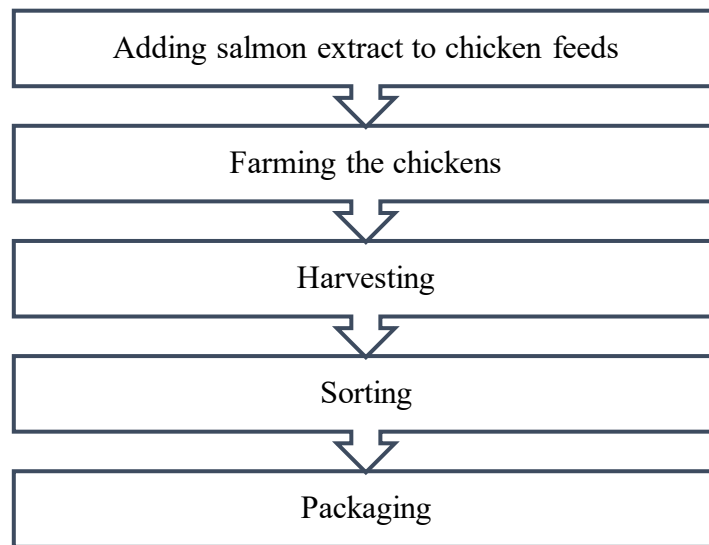 Adding salmon extract to chicken feeds
Farming the chickens
Harvesting
Sorting
Packaging